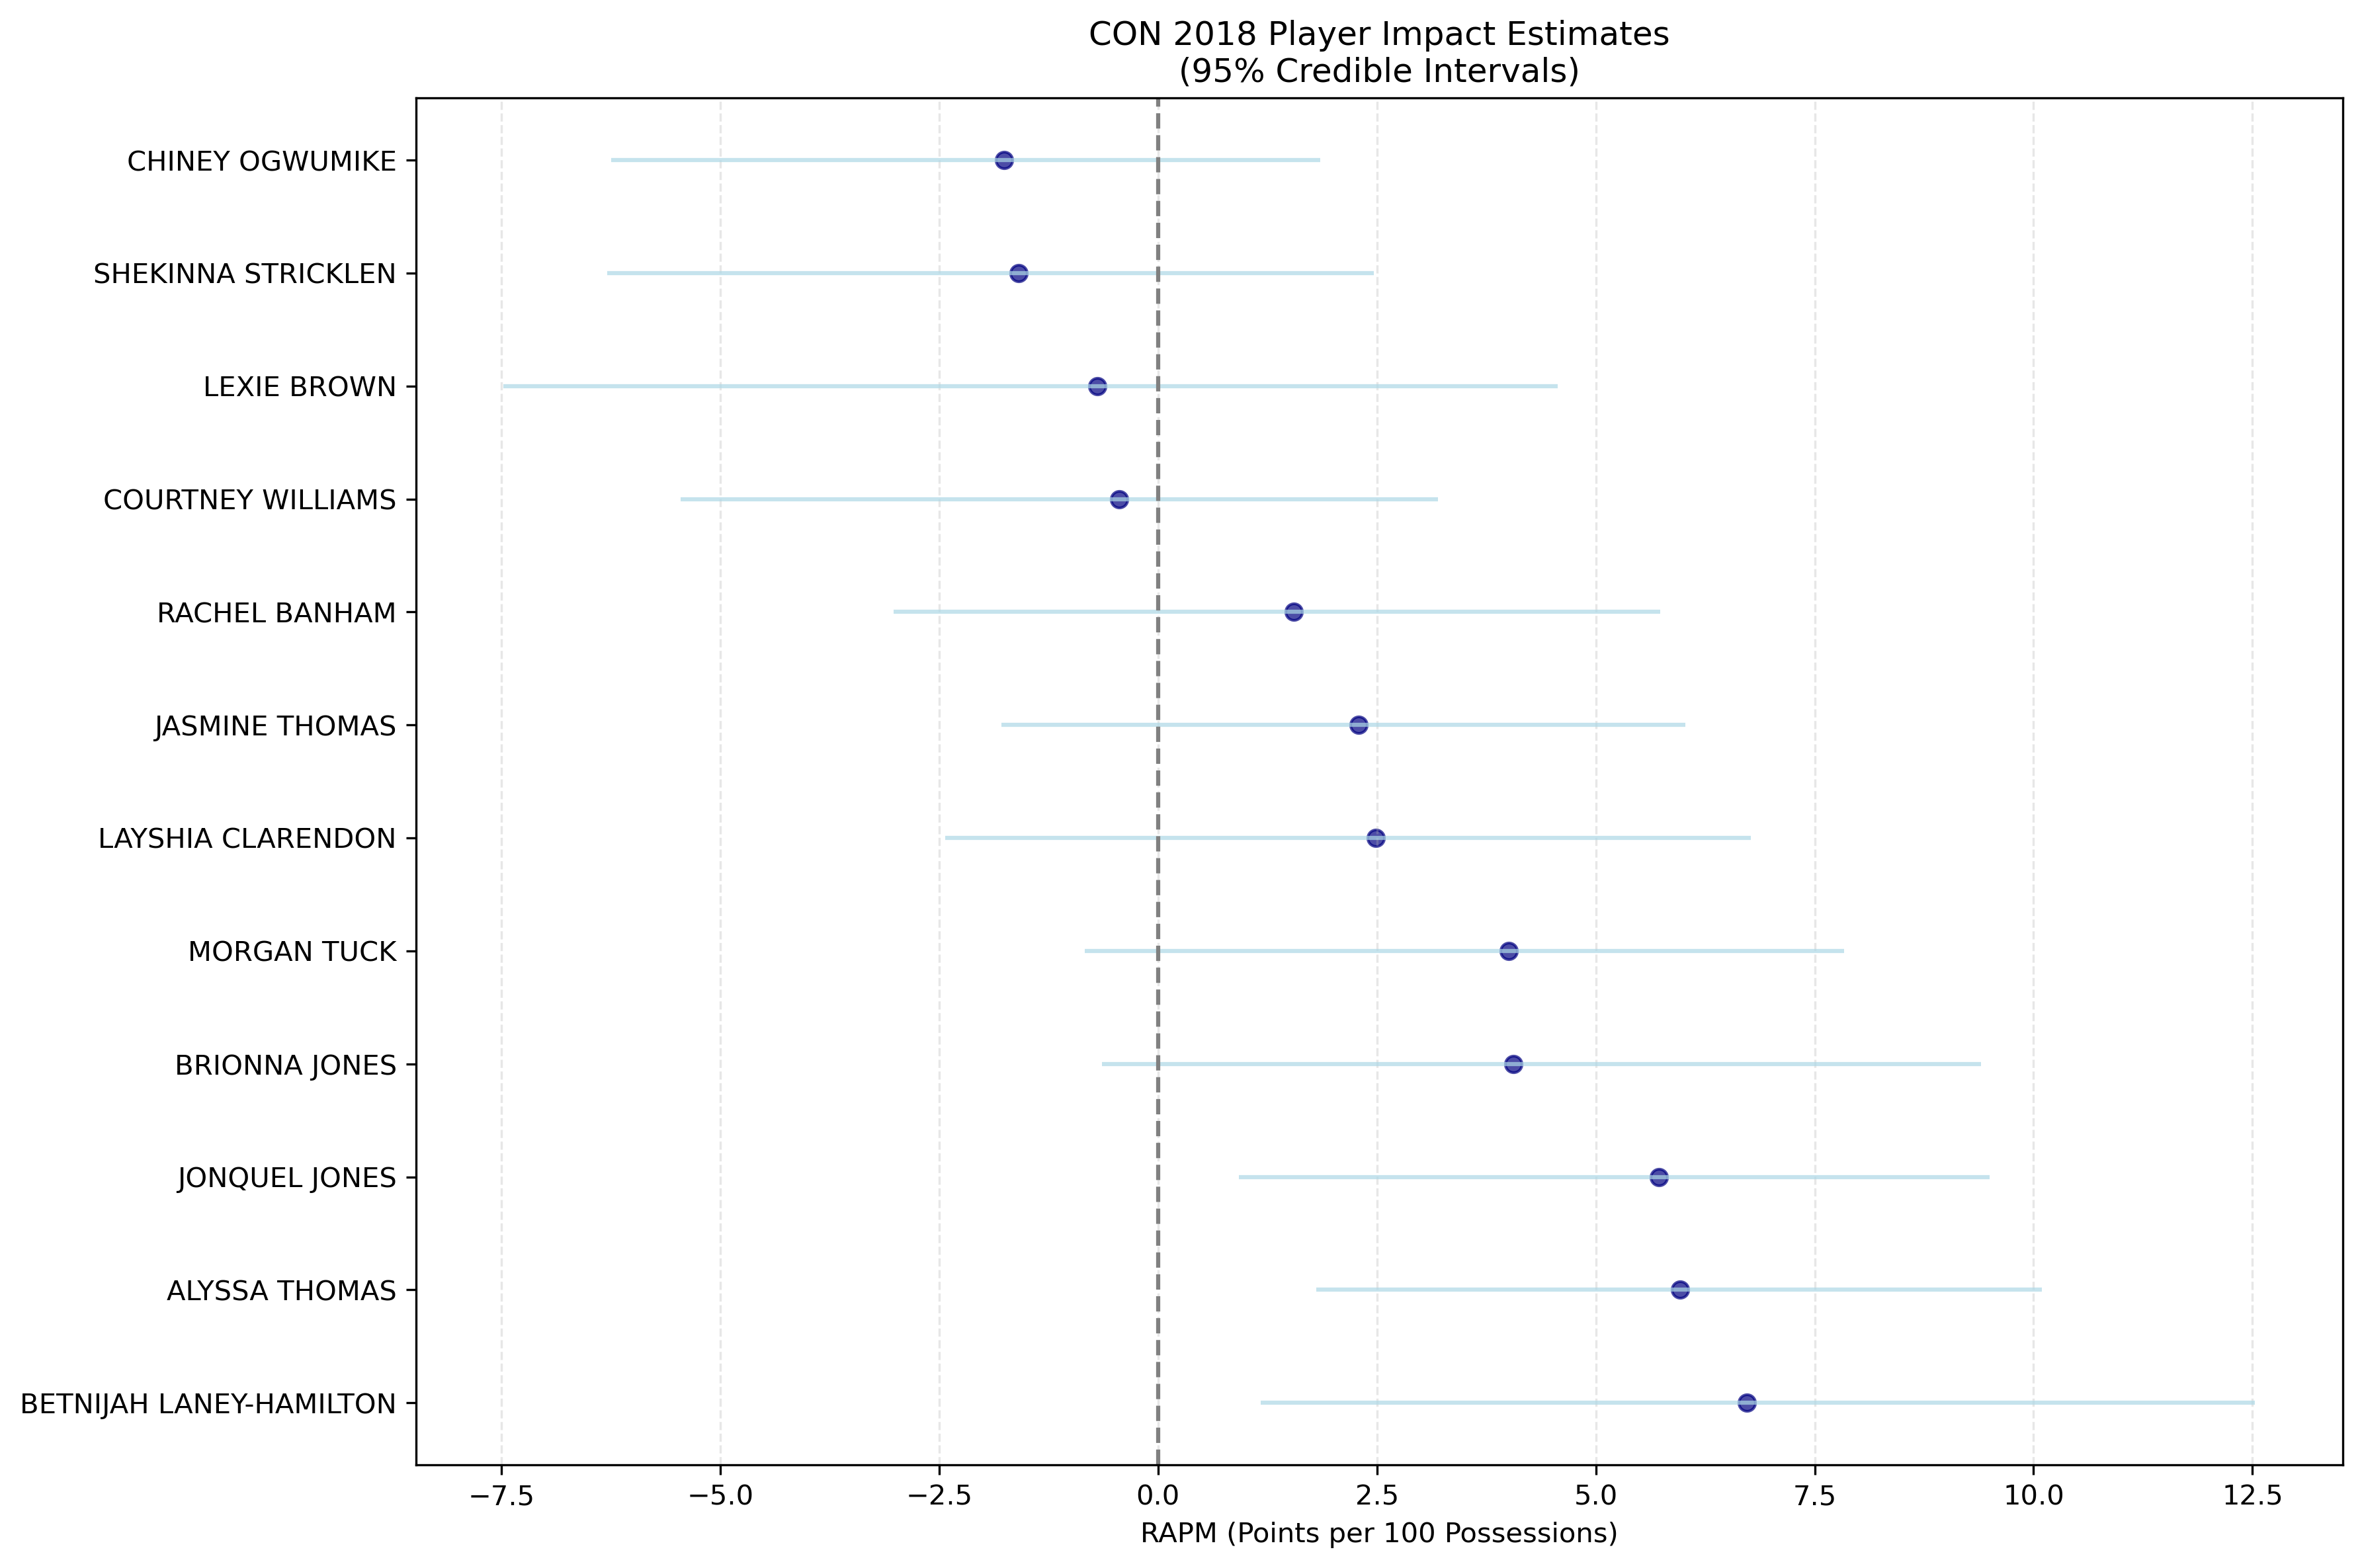 CON 2018 Player Impact Estimates
(95% Credible Intervals)
CHINEY OGWUMIKE
SHEKINNA STRICKLEN
LEXIE BROWN
COURTNEY WILLIAMS
RACHEL BANHAM
JASMINE THOMAS
LAYSHIA CLARENDON
MORGAN TUCK
BRIONNA JONES
JONQUEL JONES
ALYSSA THOMAS
BETNIJAH LANEY-HAMILTON
−7.5 −5.0 −2.5 0.0 2.5 5.0 7.5 10.0 12.5
RAPM (Points per 100 Possessions)